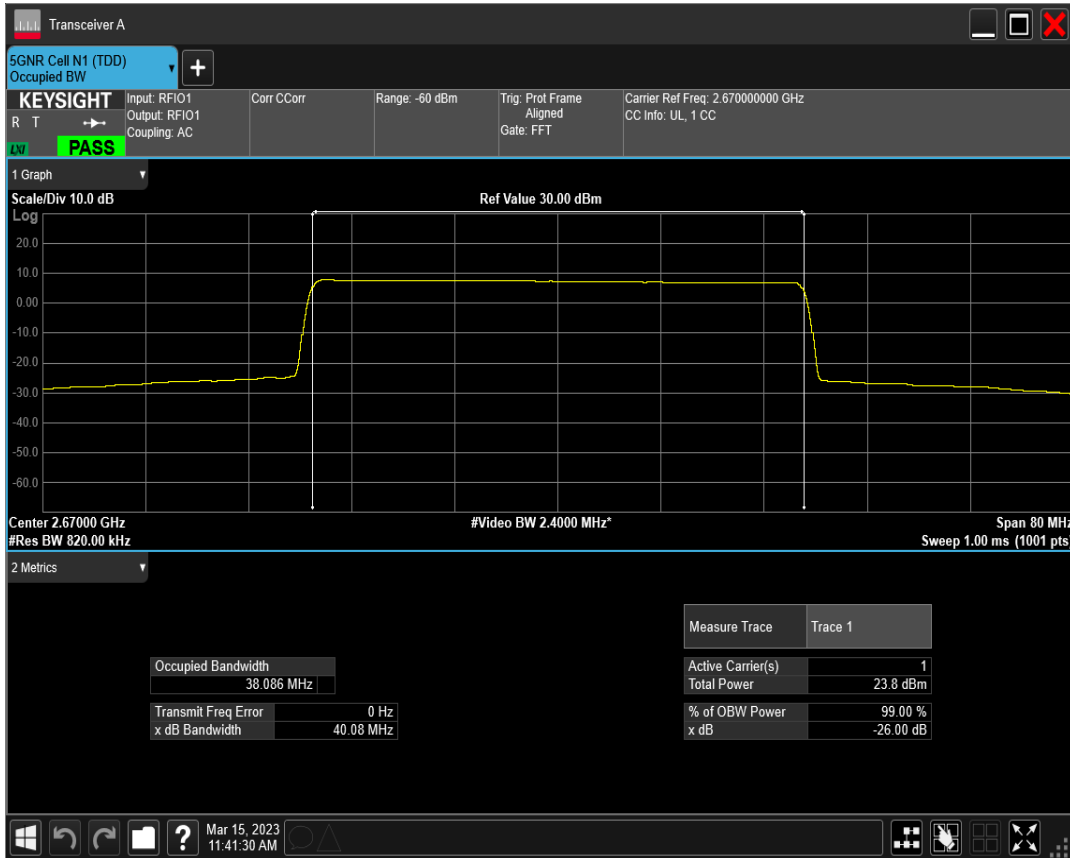 Transceiver A
5GNR Cell N1 (TDD)
Occupied BW
+
KEYSIGHT
R T
LXI
PASS
Input: RFIO1
Output: RFIO1
Coupling: AC
Corr CCorr
Range: -60 dBm
Trig: Prot Frame
Aligned
Gate: FFT
Carrier Ref Freq: 2.670000000 GHz
CC Info: UL, 1 CC
1 Graph
Scale/Div 10.0 dB
Ref Value 30.00 dBm
Log
20.0
10.0
0.00
-10.0
-20.0
-30.0
-40.0
-50.0
-60.0
Center 2.67000 GHz
#Video BW 2.4000 MHz*
Span 80 MHz
#Res BW 820.00 kHz
Sweep 1.00 ms (1001 pts)
2 Metrics
Measure Trace Trace 1
Occupied Bandwidth
38.086 MHz
Transmit Freq Error 0 Hz
x dB Bandwidth 40.08 MHz
Active Carrier(s) 1
Total Power 23.8 dBm
% of OBW Power 99.00 %
x dB -26.00 dB
?
Mar 15, 2023
11:41:30 AM